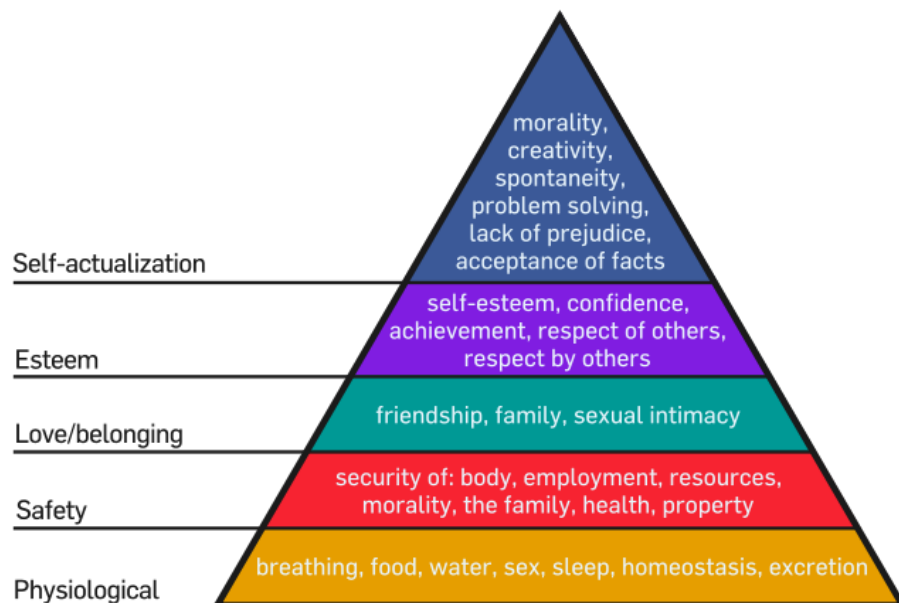 morality,
creativity,
spontaneity,
problem solving,
lack of prejudice,
acceptance of facts
Self-actualization
self-esteem, confidence,
achievement, respect of others,
respect by others
Esteem
friendship, family, sexual intimacy
Love/belonging
security of: body, employment, resources,
morality, the family, health, property
Safety
breathing, food, water, sex, sleep, homeostasis, excretion
Physiological